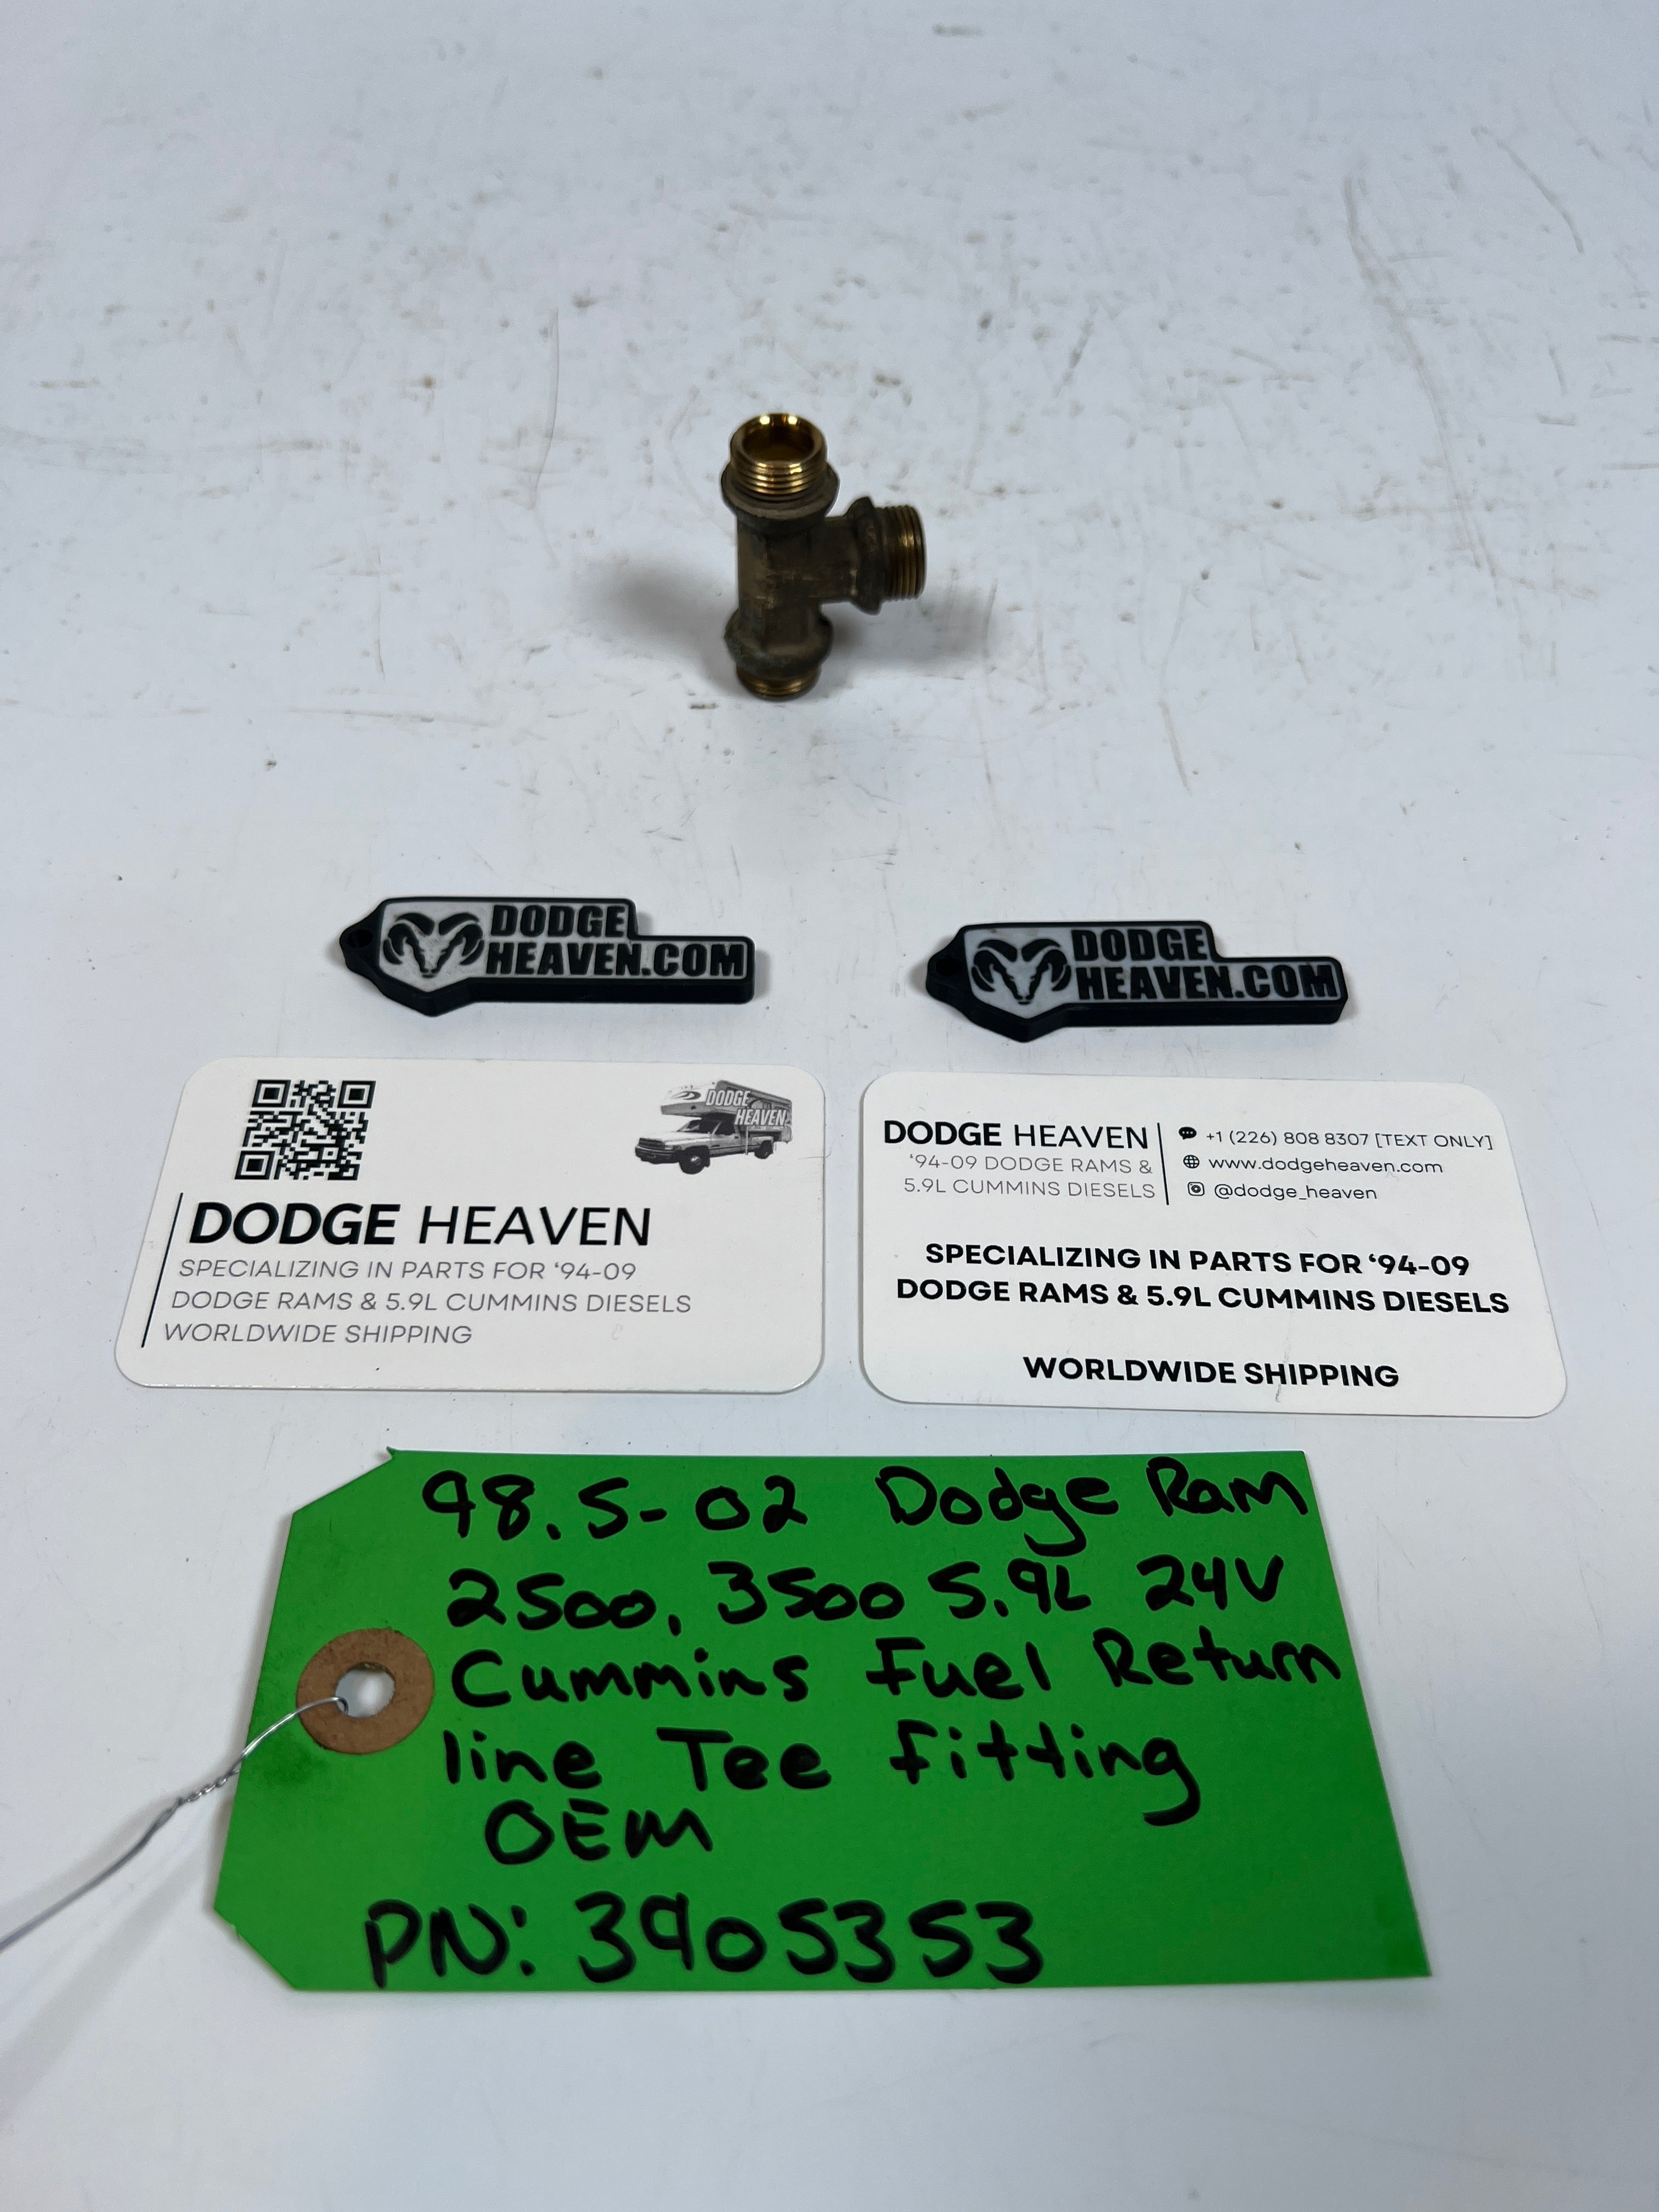 DODGE
HEAVEN.COM
DODGE
HEAVEN.COM
DODGE
HEAVEN
DODGE HEAVEN
SPECIALIZING IN PARTS FOR ‘94-09
DODGE RAMS & 5.9L CUMMINS DIESELS
WORLDWIDE SHIPPING
DODGE HEAVEN
‘94-09 DODGE RAMS &
5.9L CUMMINS DIESELS
+1 (226) 808 8307 [TEXT ONLY]
www.dodgeheaven.com
@dodge_heaven
SPECIALIZING IN PARTS FOR ‘94-09
DODGE RAMS & 5.9L CUMMINS DIESELS
WORLDWIDE SHIPPING
98.5-02 Dodge Ram
2500, 3500 5.9L 24V
Cummins Fuel Return
line Tee fitting
OEM
PN: 3905353